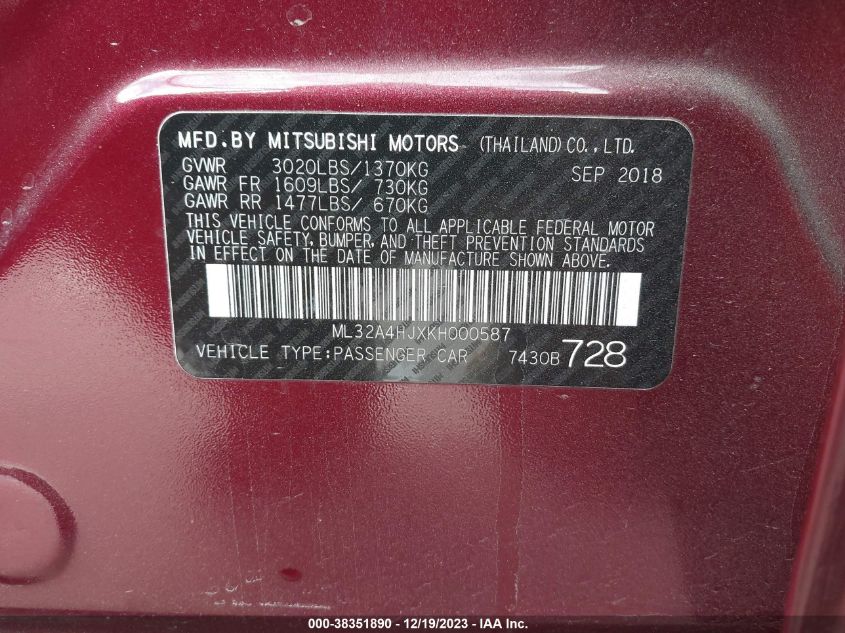 MFD.BY MITSUBISHI MOTORS (THAILAND)CO.,LTD.
GVWR 3020LBS/1370KG SEP 2018
GAWR FR 1609LBS/ 730KG
GAWR RR 1477LBS/ 670KG
THIS VEHICLE CONFORMS TO ALL APPLICABLE FEDERAL MOTOR
VEHICLE SAFETY, BUMPER, AND THEFT PREVENTION STANDARDS
IN EFFECT ON THE DATE OF MANUFACTURE SHOWN ABOVE.
ML32A4HJXKH000587
VEHICLE TYPE:PASSENGER CAR 7430B 728
000-38351890 - 12/19/2023 - IAAI.COM